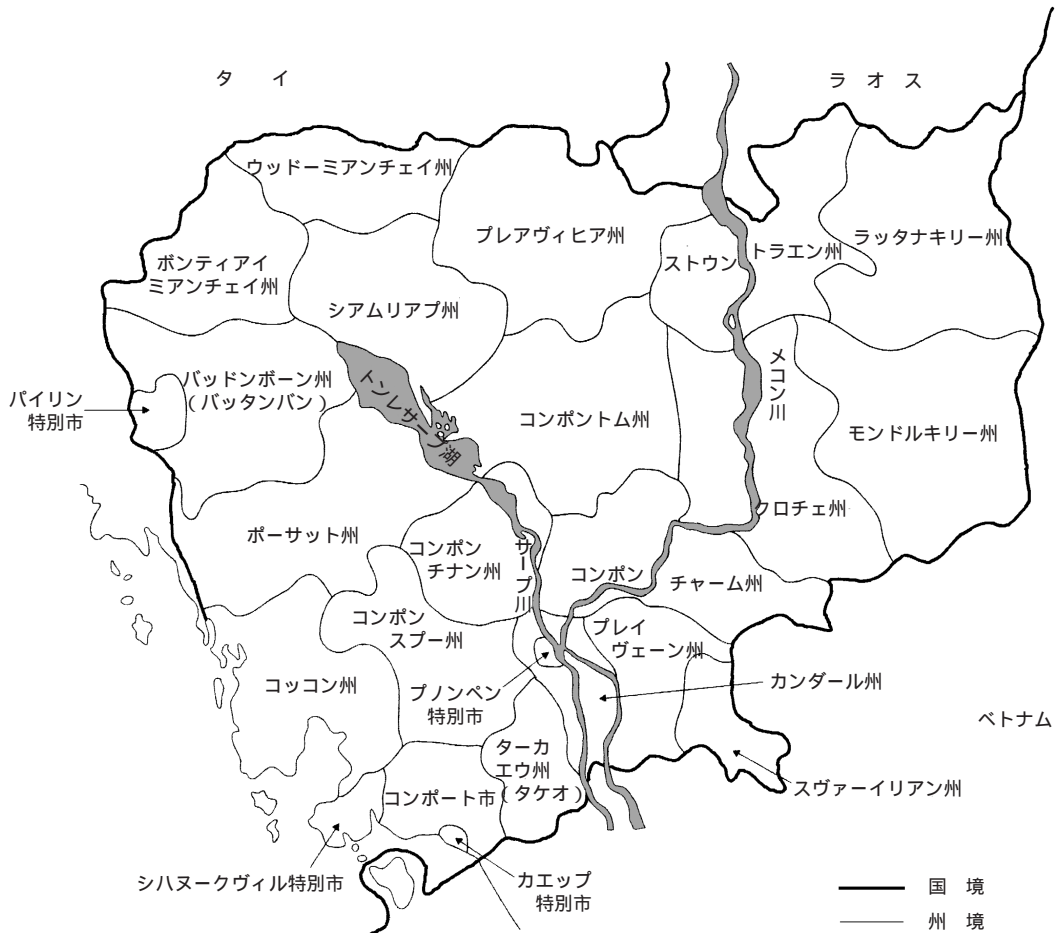 タイ
ラオス
ウッドーミアンチェイ州
プレアヴィヒア州
ストウン
トラエン州
ラッタナキリー州
ボンティアイ
ミアンチェイ州
シアムリアプ州
メコン川
パイリン
特別市
バッドンボーン州
（バッタンバン）
トンレサープ湖
コンポントム州
モンドルキリー州
クロチェ州
ポーサット州
コンポン
チナン州
サープ川
コンポン
チャーム州
コンポン
スプー州
プレイ
ヴェーン州
コッコン州
プノンペン
特別市
カンダール州
ベトナム
ターカ
エウ州
（タケオ）
コンポート市
スヴァーイリアン州
シハヌークヴィル特別市
カエップ
特別市
国境
州境